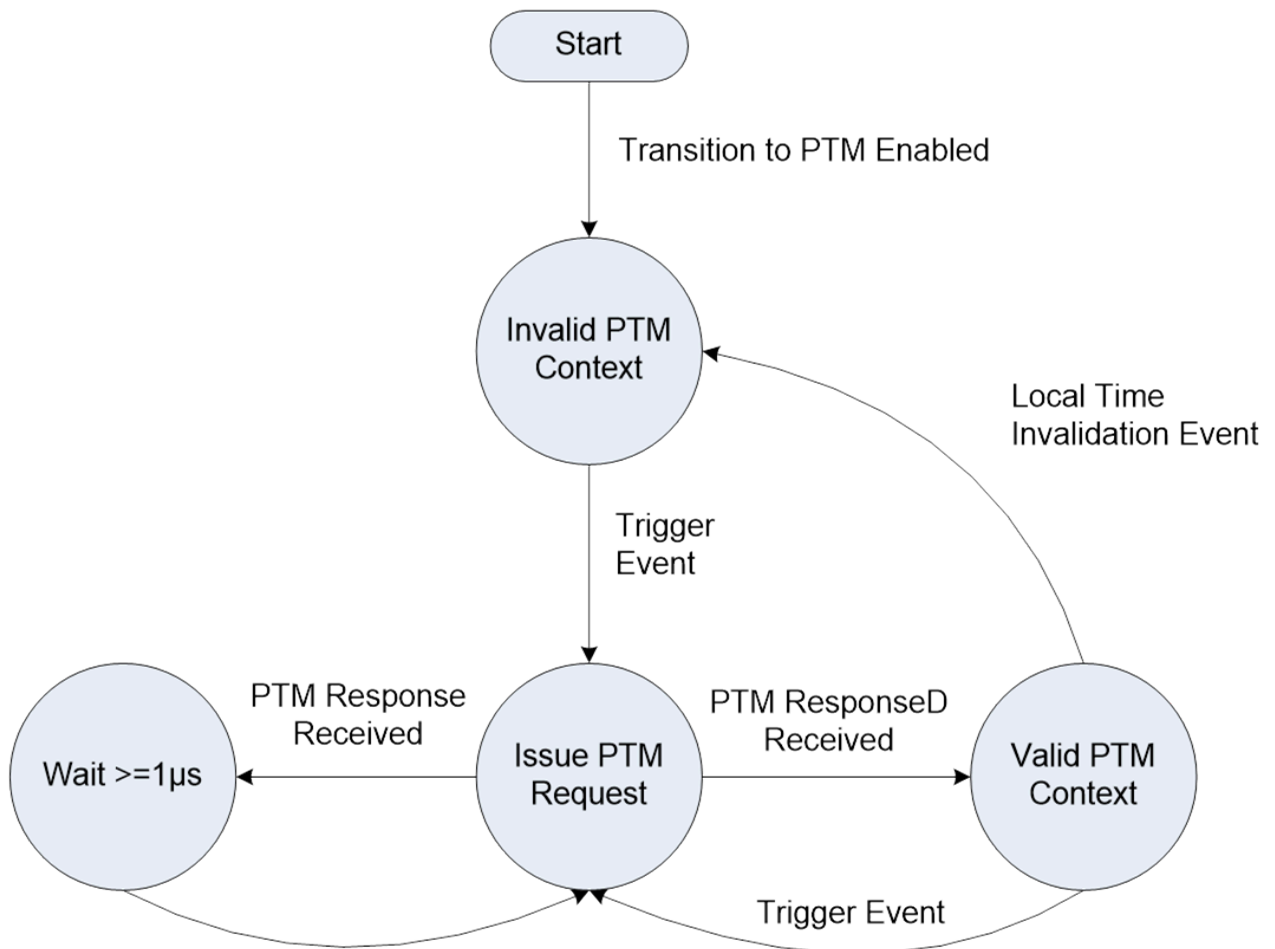 Start
Transition to PTM Enabled
Invalid PTM
Context
Local Time
Invalidation Event
Trigger
Event
PTM Response
Received
PTM ResponseD
Received
Wait >=1µs
Issue PTM
Request
Valid PTM
Context
Trigger Event